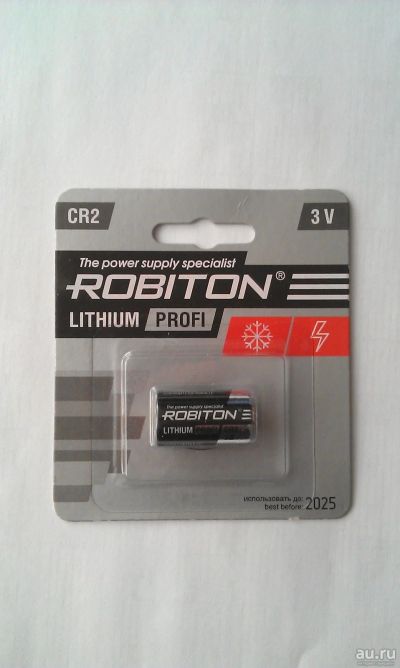 CR2
3 V
The power supply specialist
ROBITON®
LITHIUM PROFI
The power supply specialist
ROBITON
LITHIUM
использовать до:
best before: 2025
au.ru